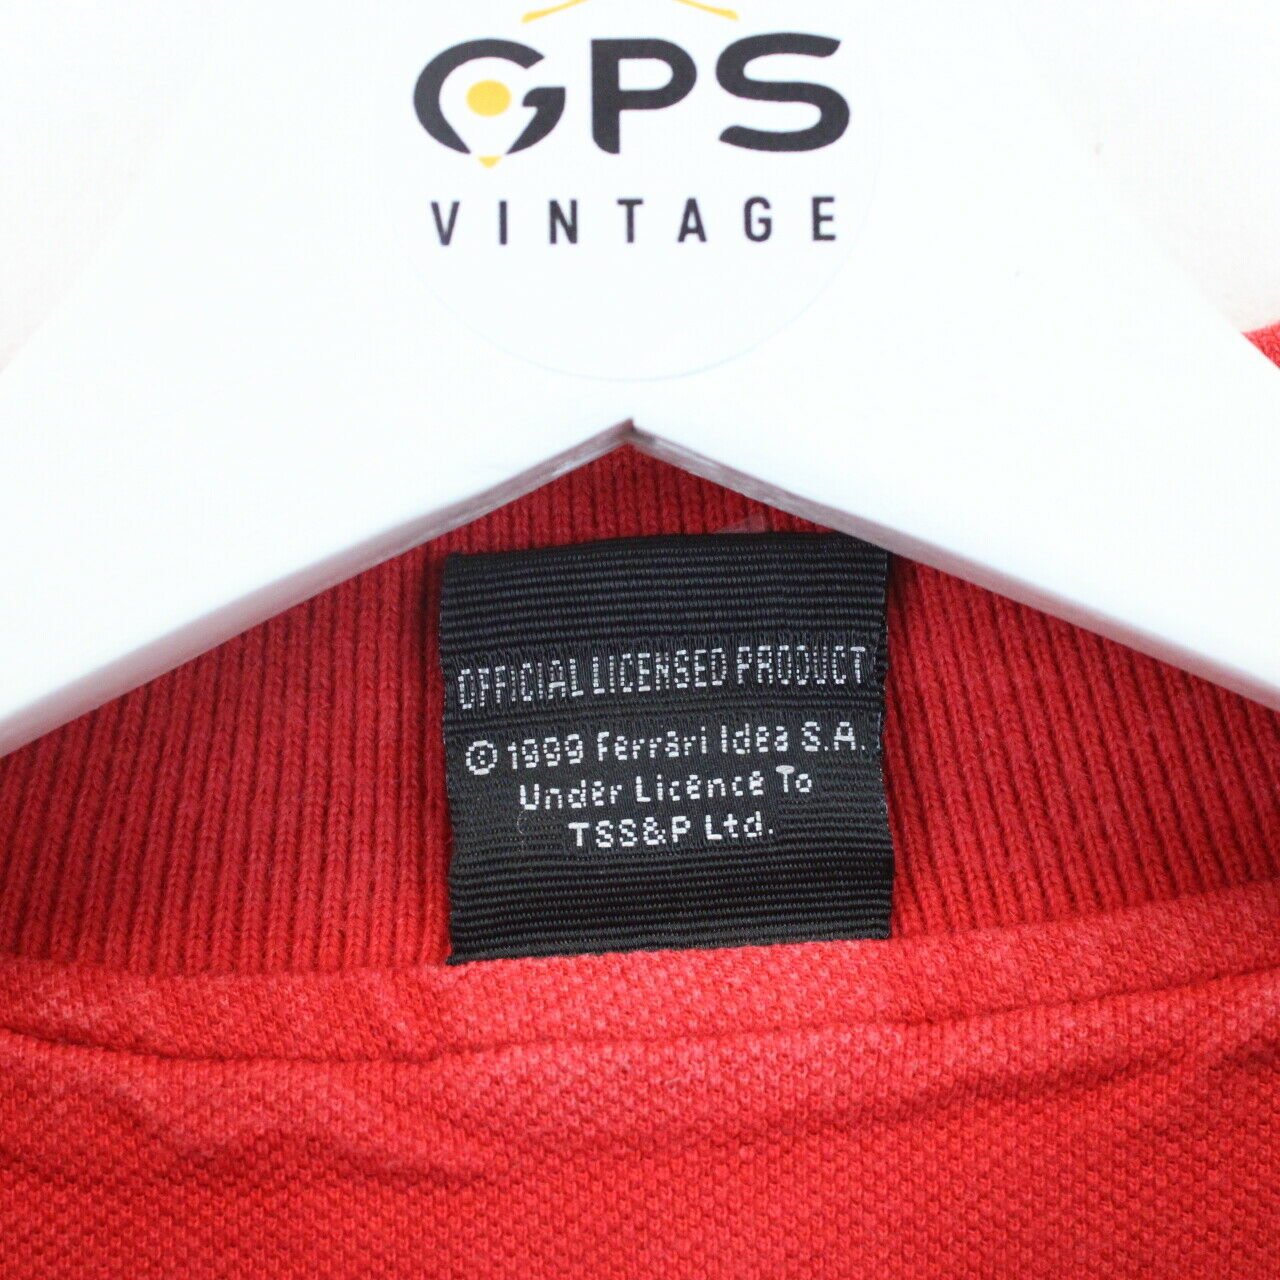 GPS
VINTAGE
OFFICIAL LICENSED PRODUCT
© 1999 Ferrari Idea S.A.
Under Licence To
TSS&P Ltd.